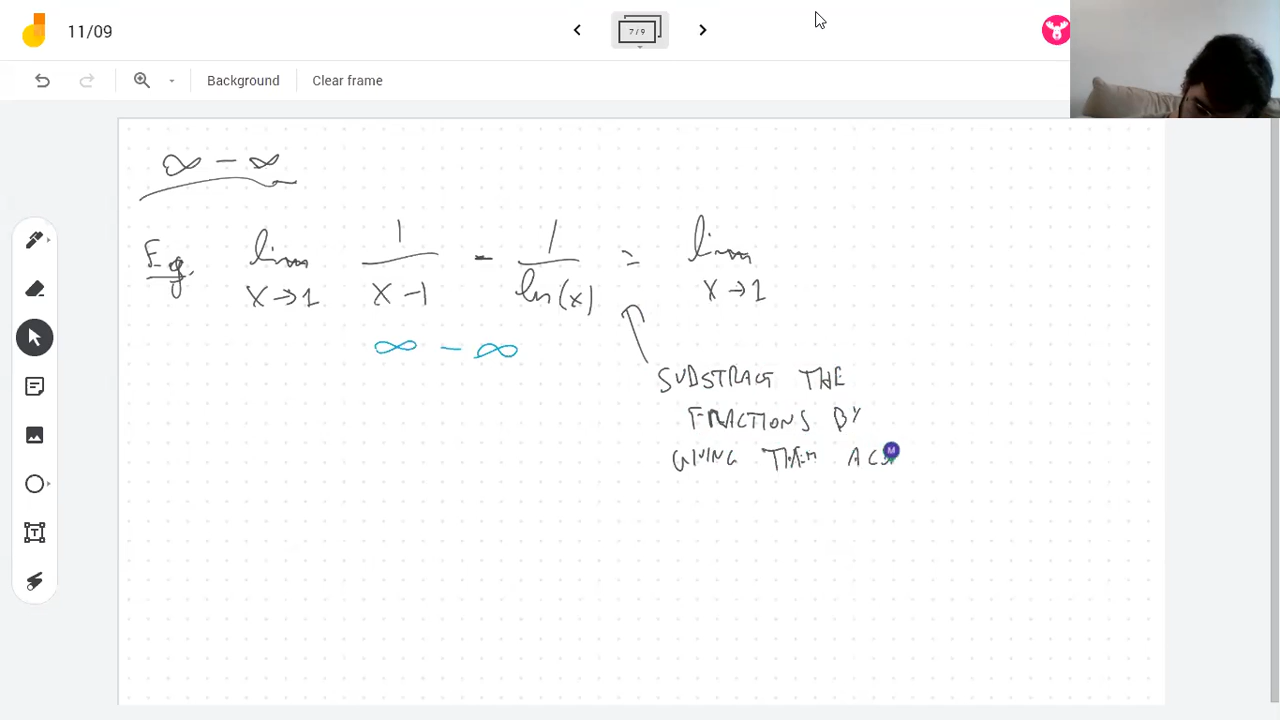 11/09
7 / 9
Background
Clear frame
∞ - ∞
E.g. lim x→1 1/(x-1) - 1/ln(x) = lim x→1
∞ - ∞
SUBSTRACT THE
FRACTIONS BY
GIVING THEM A
M